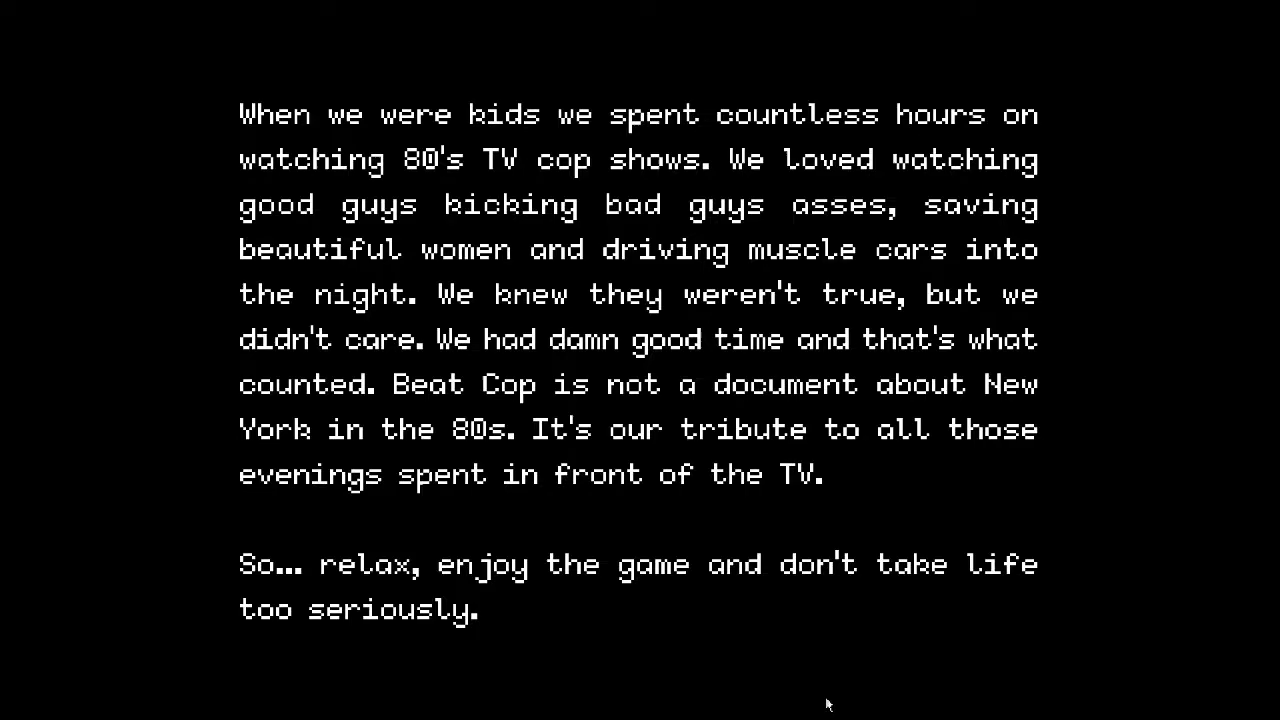 When we were kids we spent countless hours on
watching 80's TV cop shows. We loved watching
good guys kicking bad guys asses, saving
beautiful women and driving muscle cars into
the night. We knew they weren't true, but we
didn't care. We had damn good time and that's what
counted. Beat Cop is not a document about New
York in the 80s. It's our tribute to all those
evenings spent in front of the TV.
So... relax, enjoy the game and don't take life
too seriously.